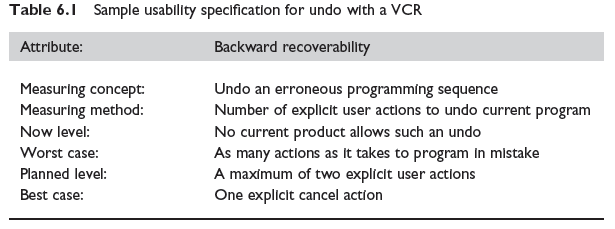 Table 6.1 Sample usability specification for undo with a VCR
Attribute: Backward recoverability
Measuring concept: Undo an erroneous programming sequence
Measuring method: Number of explicit user actions to undo current program
Now level: No current product allows such an undo
Worst case: As many actions as it takes to program in mistake
Planned level: A maximum of two explicit user actions
Best case: One explicit cancel action